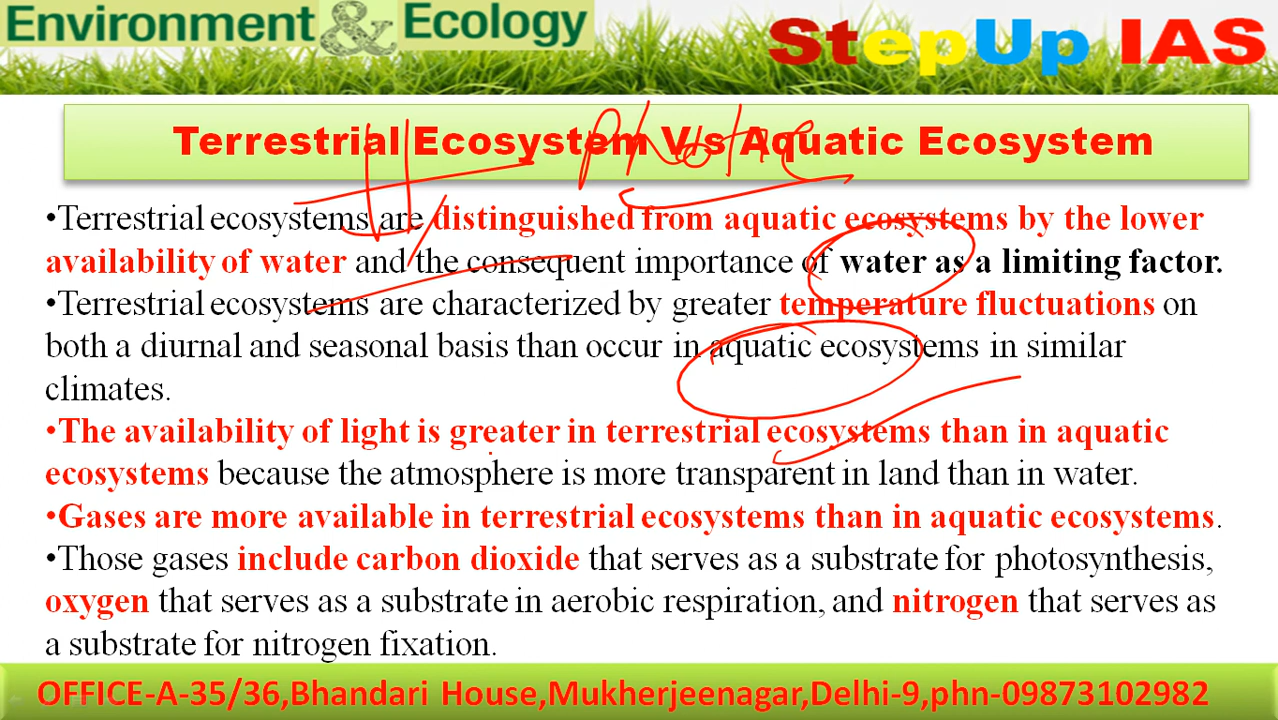 Environment & Ecology
StepUp IAS
Terrestrial Ecosystem V/s Aquatic Ecosystem
•Terrestrial ecosystems are distinguished from aquatic ecosystems by the lower
availability of water and the consequent importance of water as a limiting factor.
•Terrestrial ecosystems are characterized by greater temperature fluctuations on
both a diurnal and seasonal basis than occur in aquatic ecosystems in similar
climates.
•The availability of light is greater in terrestrial ecosystems than in aquatic
ecosystems because the atmosphere is more transparent in land than in water.
•Gases are more available in terrestrial ecosystems than in aquatic ecosystems.
•Those gases include carbon dioxide that serves as a substrate for photosynthesis,
oxygen that serves as a substrate in aerobic respiration, and nitrogen that serves as
a substrate for nitrogen fixation.
OFFICE-A-35/36,Bhandari House,Mukherjeenagar,Delhi-9,phn-09873102982